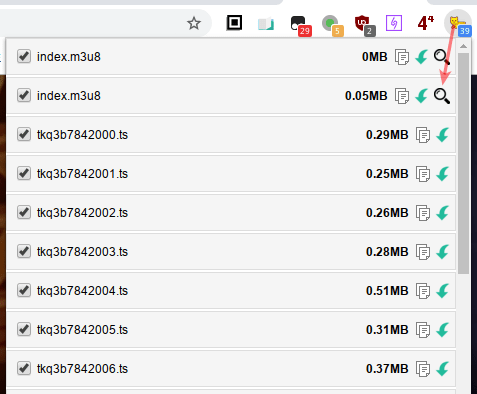 29
5
2
4⁴
39
index.m3u8 0MB
index.m3u8 0.05MB
tkq3b7842000.ts 0.29MB
tkq3b7842001.ts 0.25MB
tkq3b7842002.ts 0.26MB
tkq3b7842003.ts 0.28MB
tkq3b7842004.ts 0.51MB
tkq3b7842005.ts 0.31MB
tkq3b7842006.ts 0.37MB